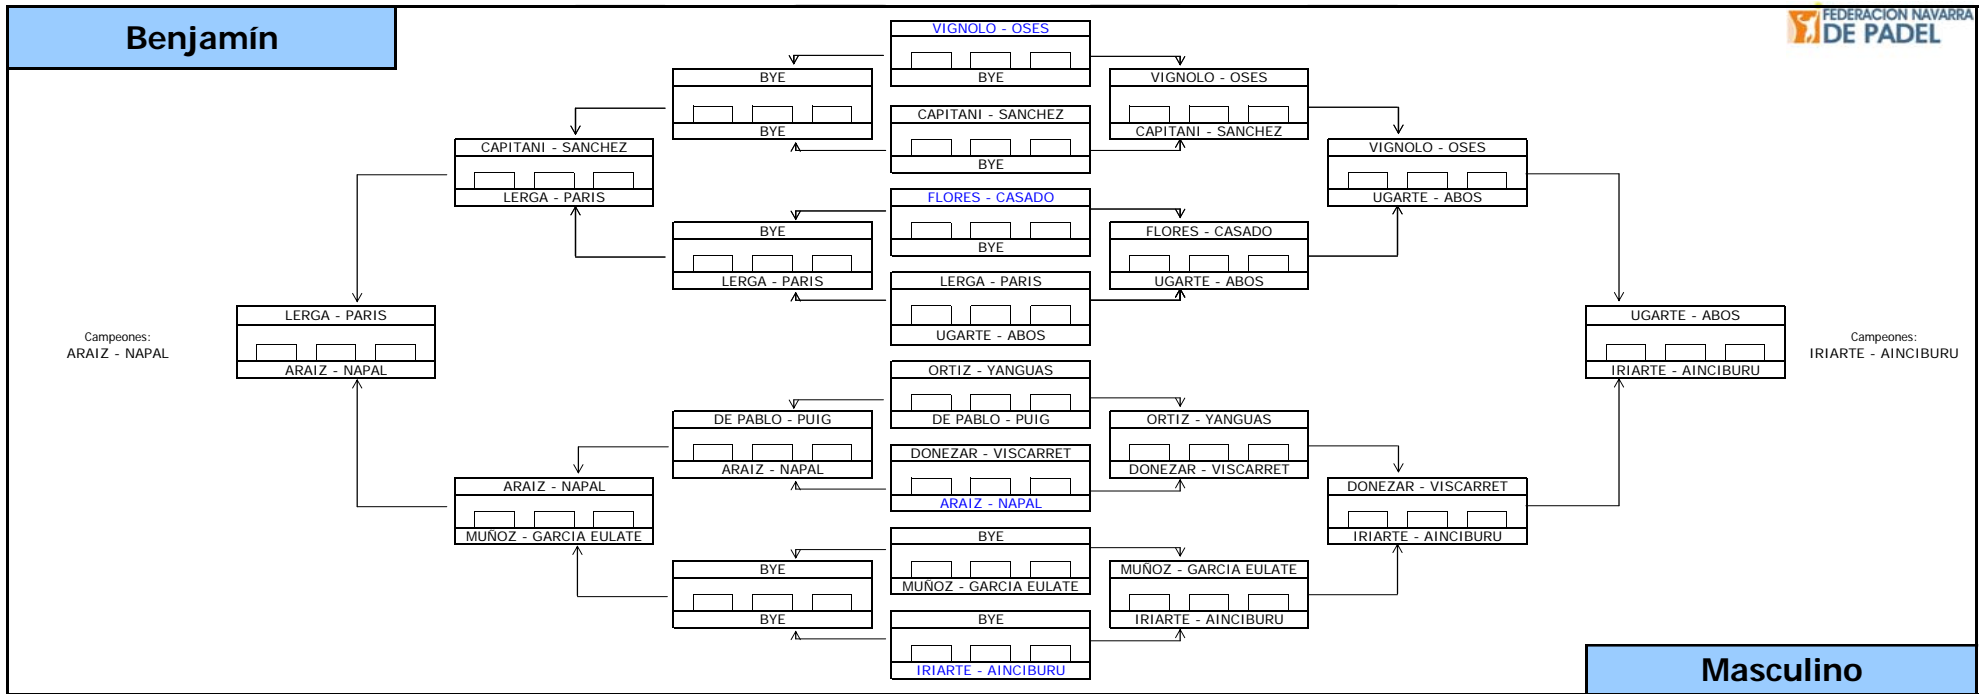 Benjamín
FEDERACION NAVARRA
DE PADEL
VIGNOLO - OSES
BYE
CAPITANI - SANCHEZ
BYE
FLORES - CASADO
BYE
LERGA - PARIS
UGARTE - ABOS
ORTIZ - YANGUAS
DE PABLO - PUIG
DONEZAR - VISCARRET
ARAIZ - NAPAL
BYE
MUÑOZ - GARCIA EULATE
BYE
IRIARTE - AINCIBURU
BYE
BYE
BYE
LERGA - PARIS
DE PABLO - PUIG
ARAIZ - NAPAL
BYE
BYE
CAPITANI - SANCHEZ
LERGA - PARIS
ARAIZ - NAPAL
MUÑOZ - GARCIA EULATE
LERGA - PARIS
ARAIZ - NAPAL
Campeones:
ARAIZ - NAPAL
VIGNOLO - OSES
CAPITANI - SANCHEZ
FLORES - CASADO
UGARTE - ABOS
ORTIZ - YANGUAS
DONEZAR - VISCARRET
MUÑOZ - GARCIA EULATE
IRIARTE - AINCIBURU
VIGNOLO - OSES
UGARTE - ABOS
DONEZAR - VISCARRET
IRIARTE - AINCIBURU
UGARTE - ABOS
IRIARTE - AINCIBURU
Campeones:
IRIARTE - AINCIBURU
Masculino